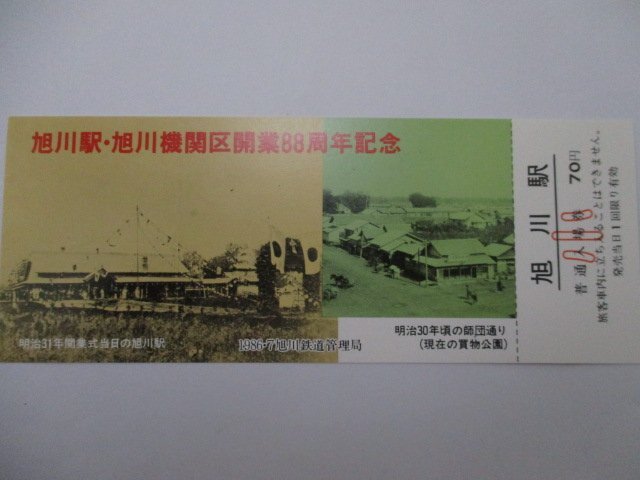 旭川駅・旭川機関区開業88周年記念
明治31年開業式当日の旭川駅
1986-7旭川鉄道管理局
明治30年頃の師団通り
(現在の買物公園)
旭川駅
普通入場券 70円
旅客車内に立ち入ることはできません。
発売当日1回限り有効